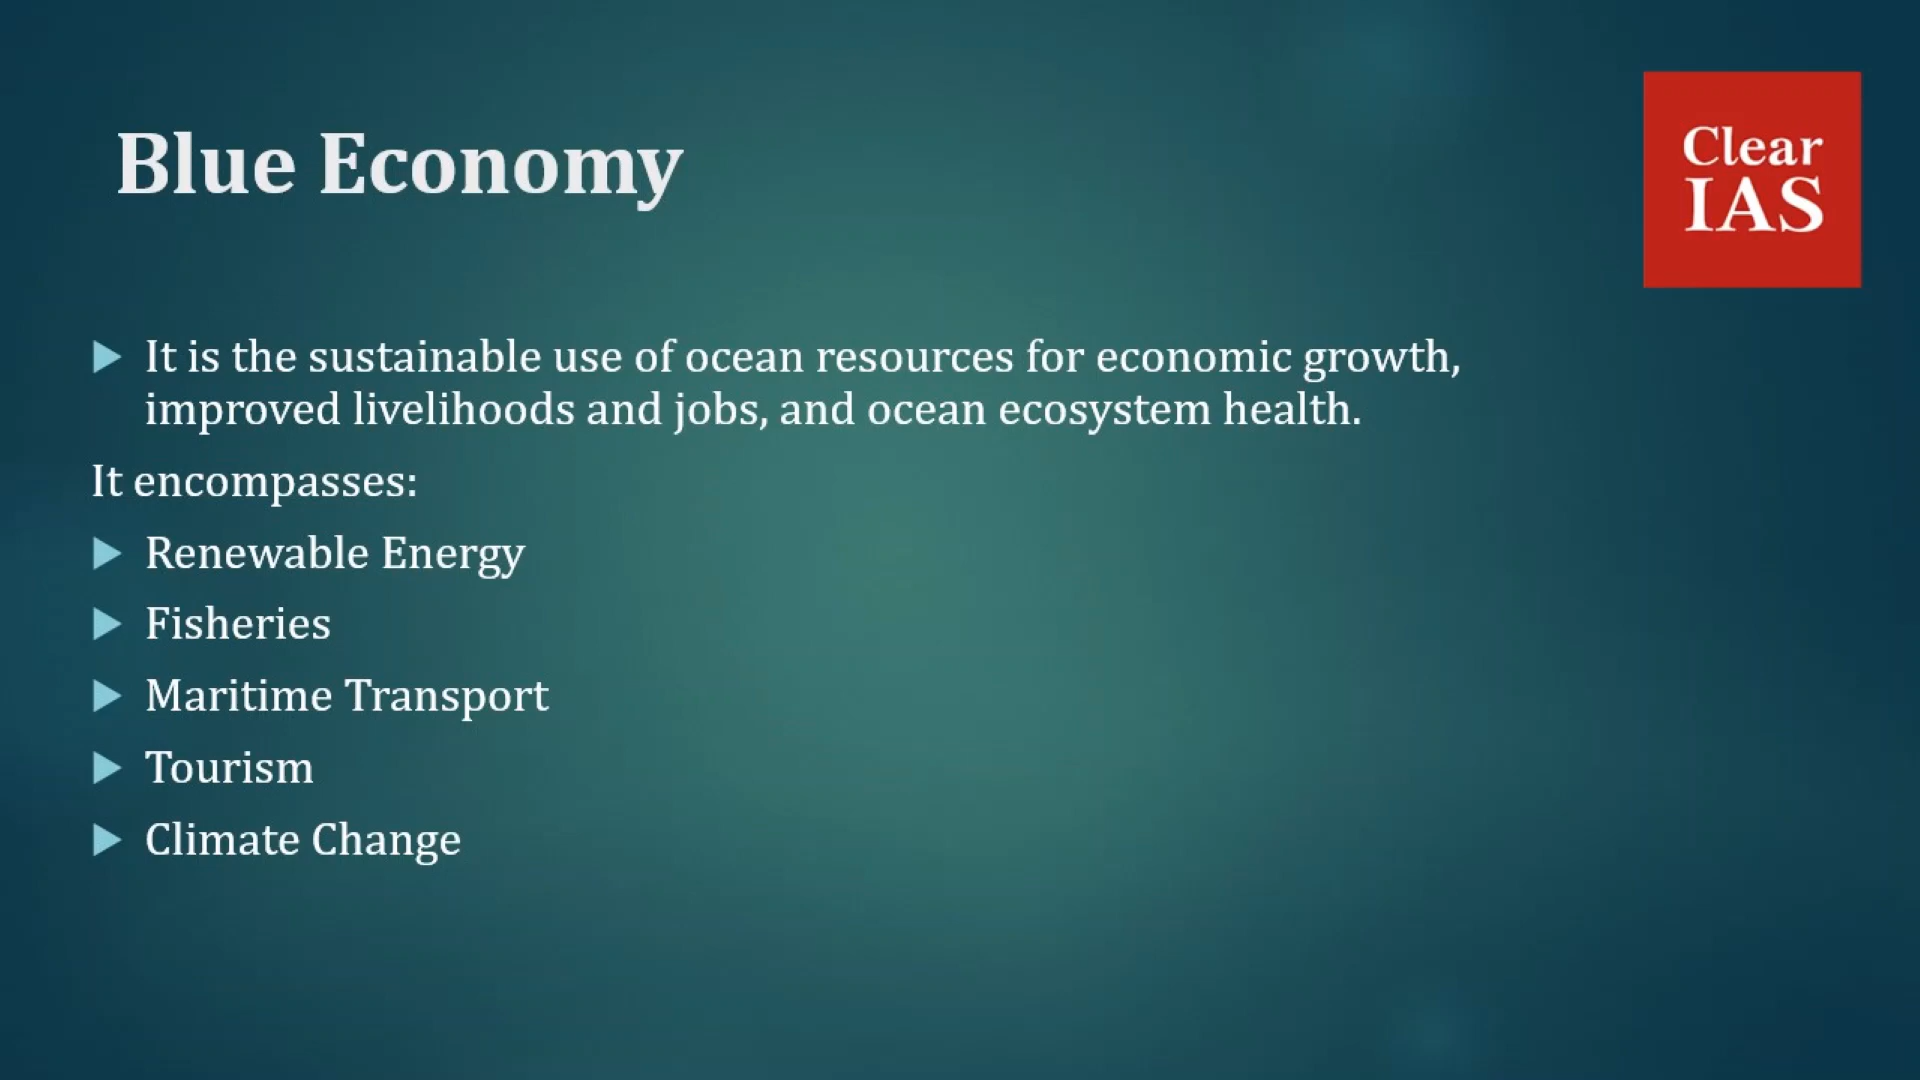 Blue Economy
Clear
IAS
It is the sustainable use of ocean resources for economic growth,
improved livelihoods and jobs, and ocean ecosystem health.
It encompasses:
Renewable Energy
Fisheries
Maritime Transport
Tourism
Climate Change